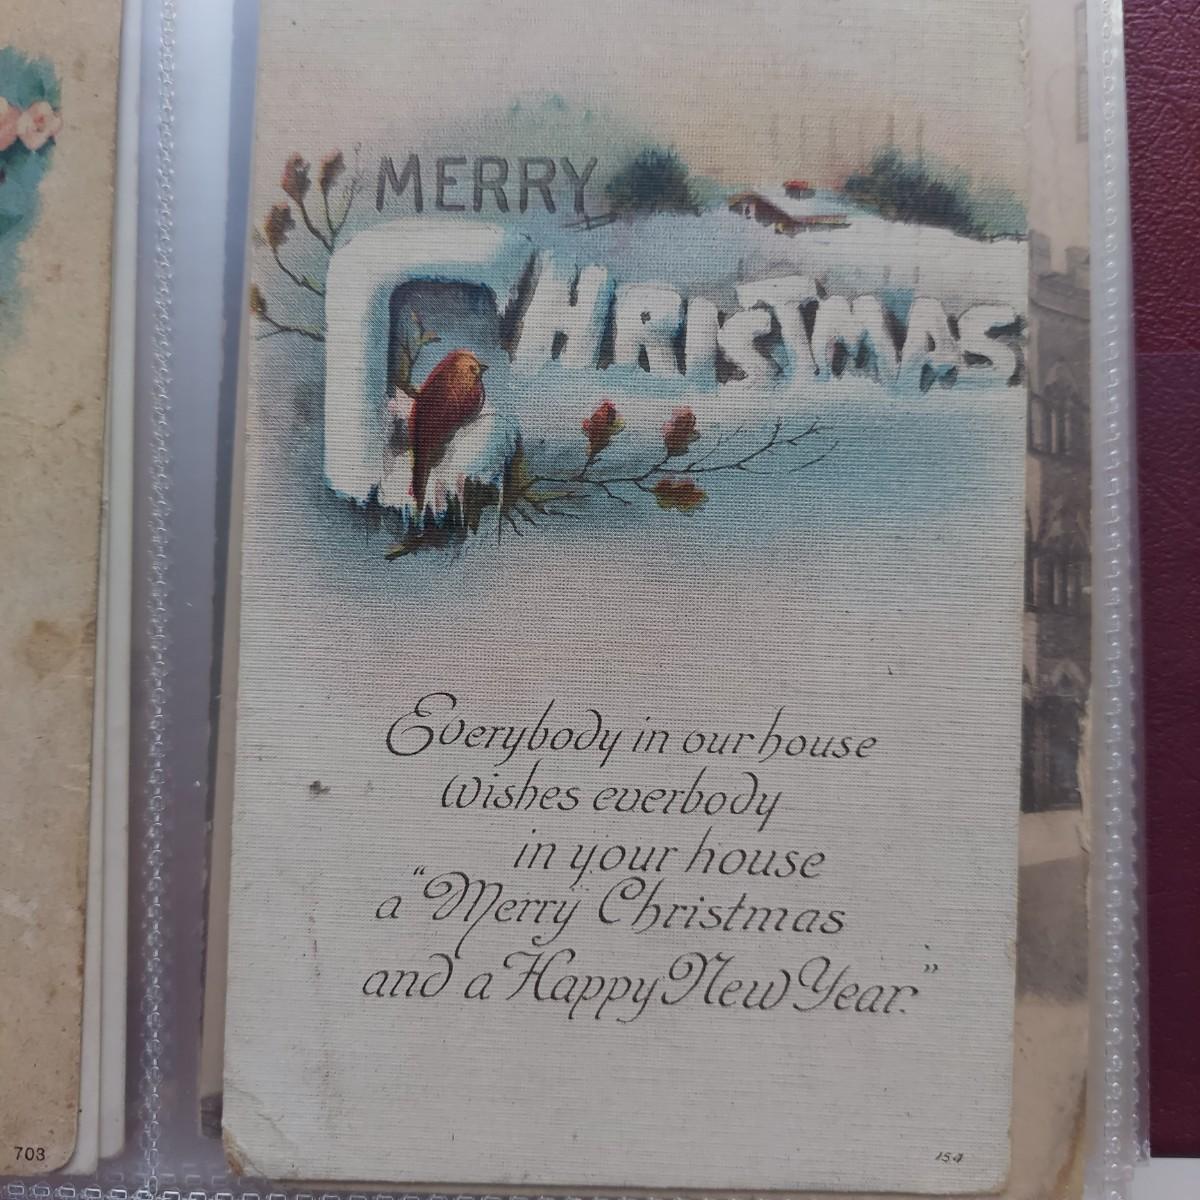 MERRY
CHRISTMAS
Everybody in our house
wishes everbody
in your house
a "Merry Christmas
and a Happy New Year."
154
703